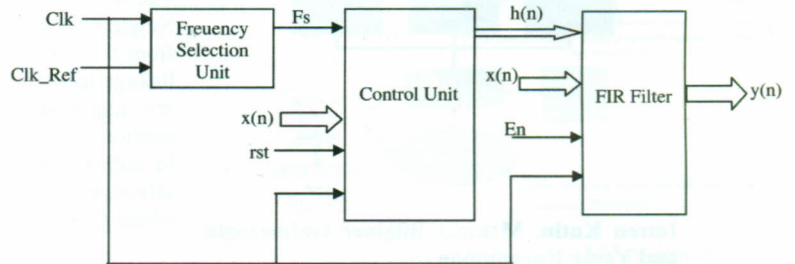 Clk
Clk_Ref
Freuency
Selection
Unit
Fs
x(n)
rst
Control Unit
h(n)
x(n)
En
FIR Filter
y(n)